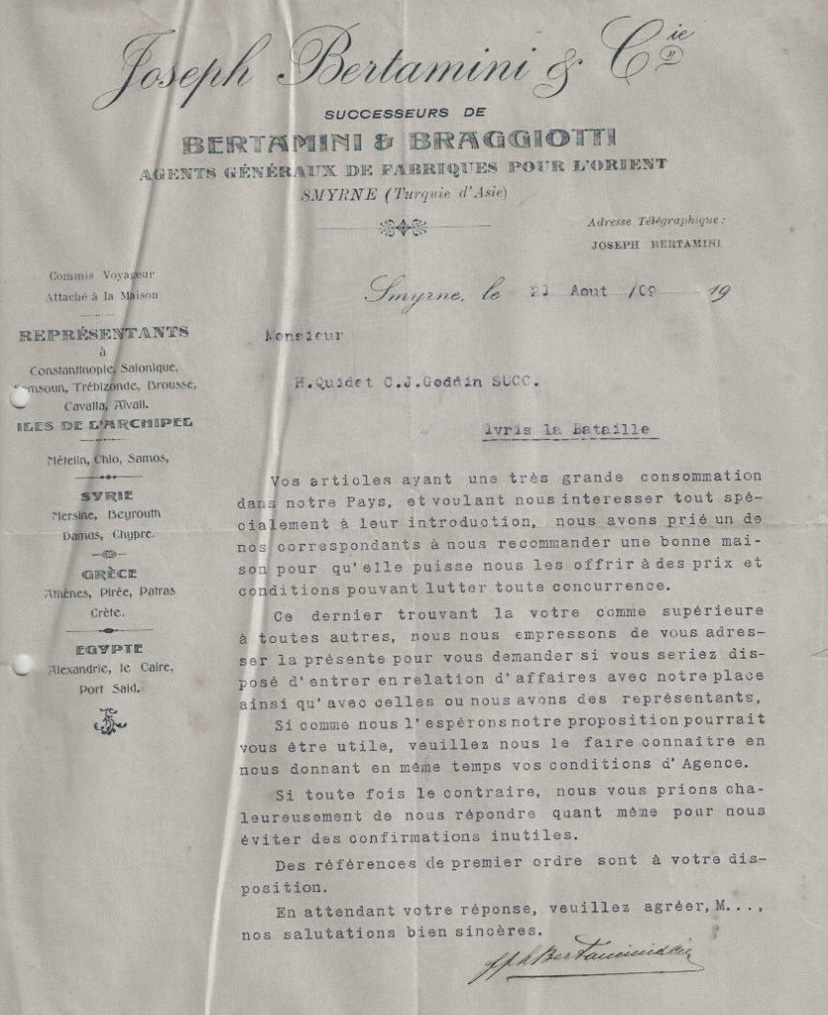 Joseph Bertamini & Cie
SUCCESSEURS DE
BERTAMINI & BRAGGIOTTI
AGENTS GÉNÉRAUX DE FABRIQUES POUR L'ORIENT
SMYRNE (Turquie d'Asie)
Adresse Télégraphique :
JOSEPH BERTAMINI
Commis Voyageur
Attaché à la Maison
REPRÉSENTANTS
à
Constantinople, Salonique,
Samsoun, Trébizonde, Brousse,
Cavalla, Aïvali.
ILES DE L'ARCHIPEL
Mételin, Chio, Samos,
SYRIE
Mersine, Beyrouth
Damas, Chypre.
GRÈCE
Athènes, Pirée, Patras
Crète.
EGYPTE
Alexandrie, le Caire,
Port Said.
Smyrne, le 21 Aout /09 19
Monsieur
H.Quidet C.J.Goddin SUCC.
Ivris la Bataille
Vos articles ayant une très grande consommation
dans notre Pays, et voulant nous interesser tout spé-
cialement à leur introduction, nous avons prié un de
nos correspondants à nous recommander une bonne mai-
son pour qu'elle puisse nous les offrir à des prix et
conditions pouvant lutter toute concurrence.
Ce dernier trouvant la votre comme supérieure
à toutes autres, nous nous empressons de vous adres-
ser la présente pour vous demander si vous seriez dis-
posé d'entrer en relation d'affaires avec notre place
ainsi qu'avec celles ou nous avons des représentants,
Si comme nous l'espérons notre proposition pourrait
vous être utile, veuillez nous le faire connaître en
nous donnant en même temps vos conditions d'Agence.
Si toute fois le contraire, nous vous prions cha-
leureusement de nous répondre quant même pour nous
éviter des confirmations inutiles.
Des références de premier ordre sont à votre dis-
position.
En attendant votre réponse, veuillez agréer, M...,
nos salutations bien sincères.